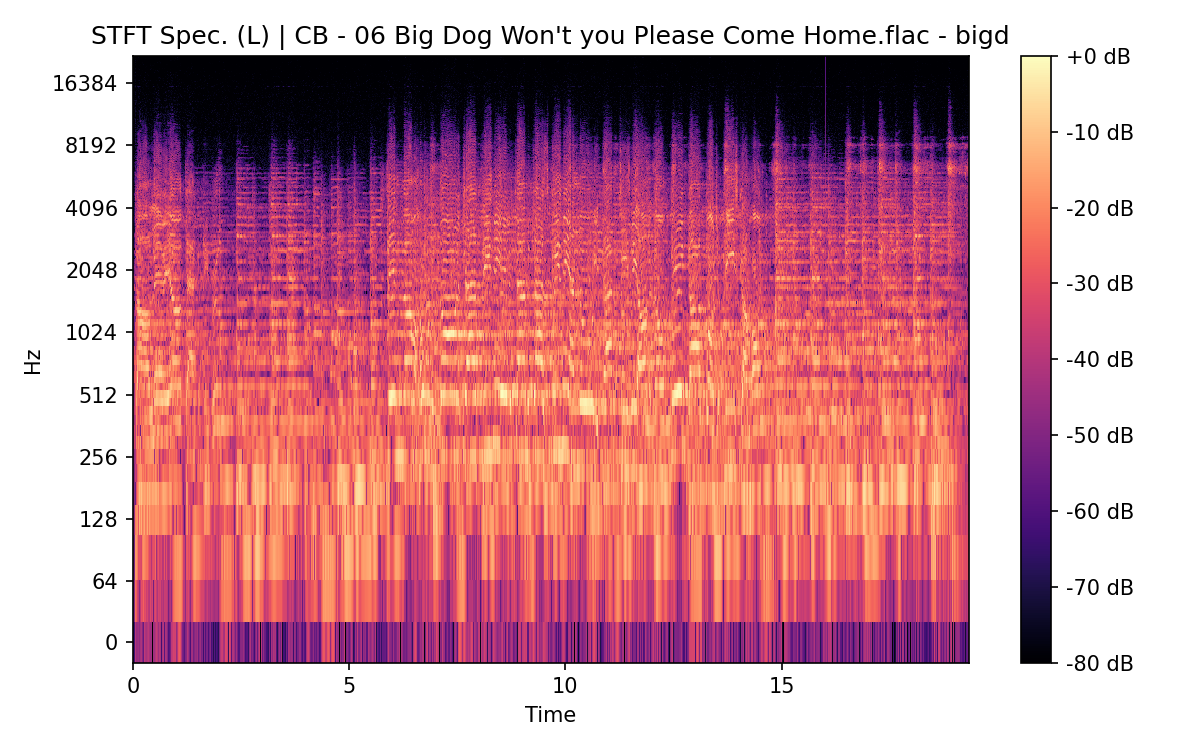 STFT Spec. (L) | CB - 06 Big Dog Won't you Please Come Home.flac - bigd
16384
8192
4096
2048
1024
512
256
128
64
0
Hz
0
5
10
15
Time
+0 dB
-10 dB
-20 dB
-30 dB
-40 dB
-50 dB
-60 dB
-70 dB
-80 dB